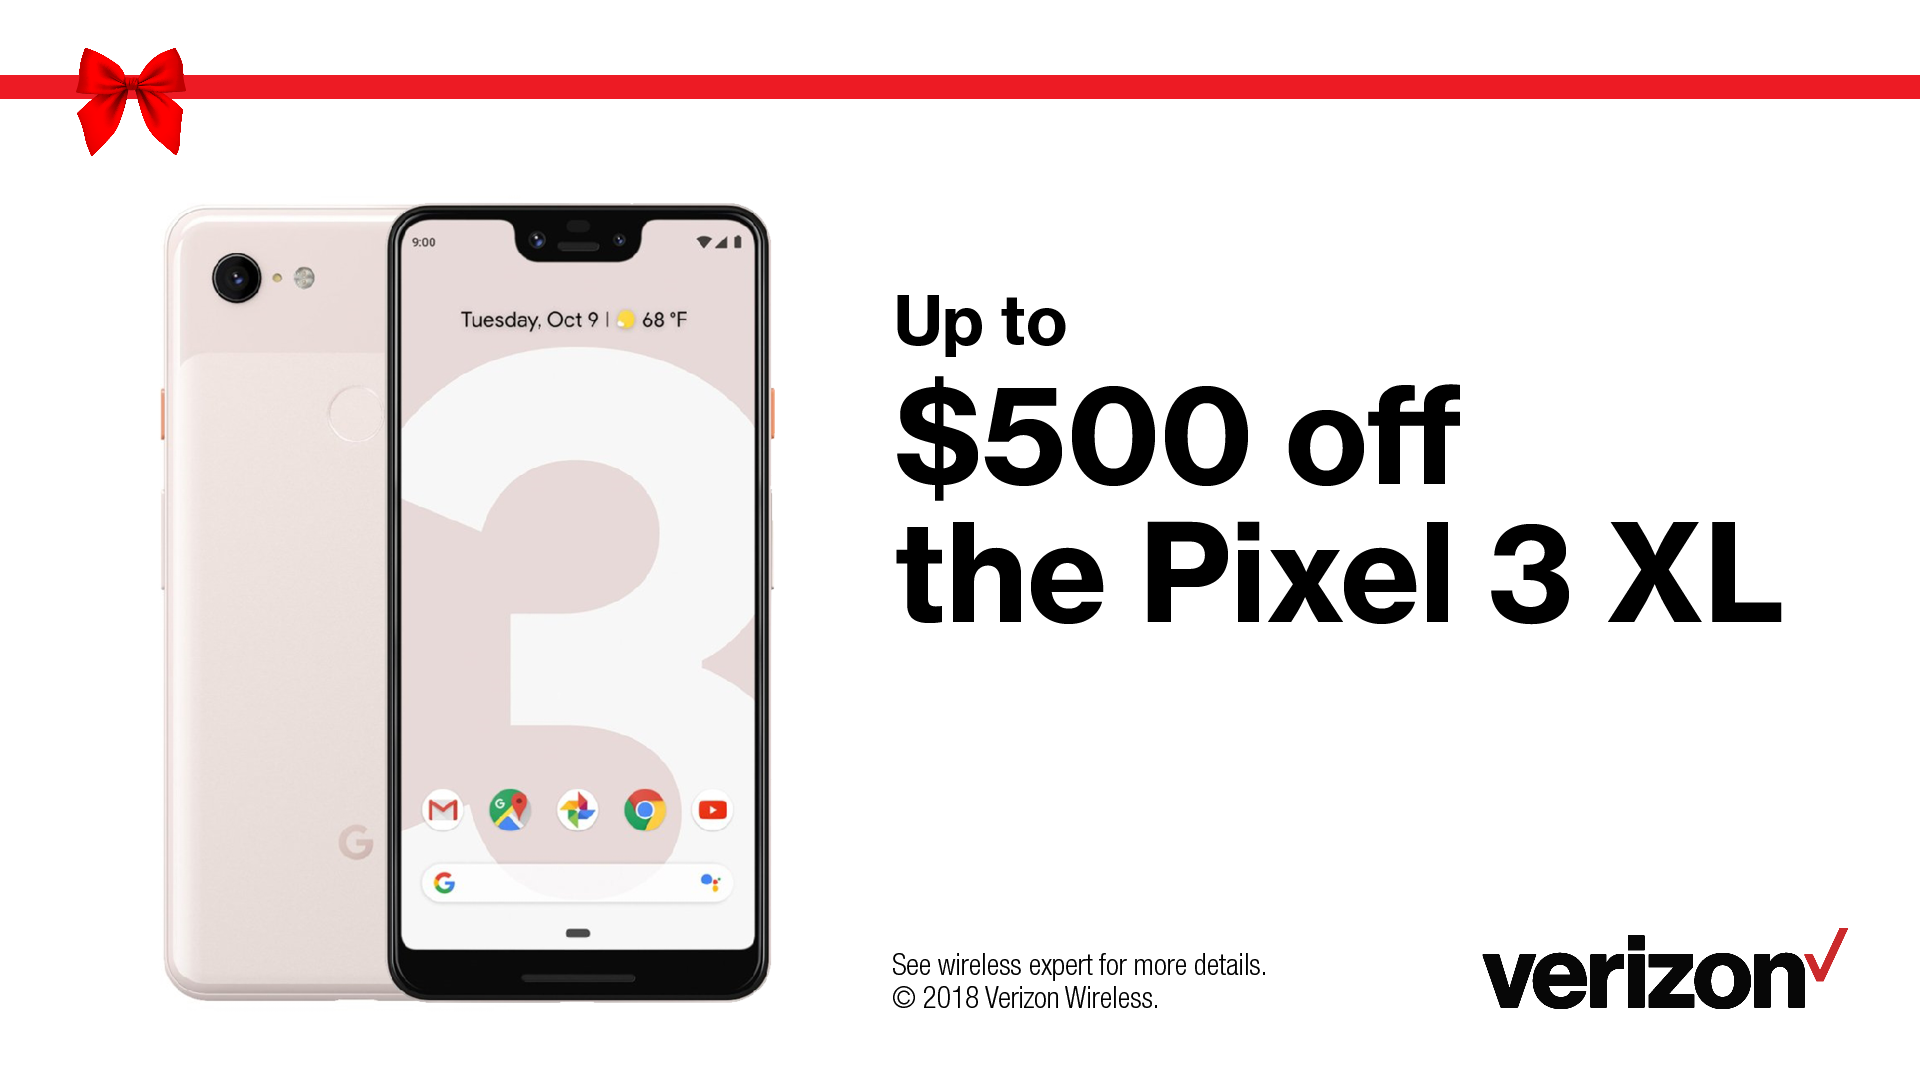 9:00
Tuesday, Oct 9 | 68 °F
3
G
Up to
$500 off
the Pixel 3 XL
See wireless expert for more details.
© 2018 Verizon Wireless.
verizon